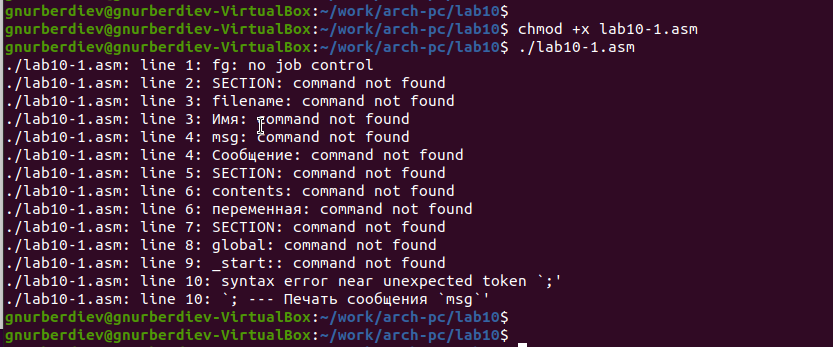 gnurberdiev@gnurberdiev-VirtualBox:~/work/arch-pc/lab10$
gnurberdiev@gnurberdiev-VirtualBox:~/work/arch-pc/lab10$ chmod +x lab10-1.asm
gnurberdiev@gnurberdiev-VirtualBox:~/work/arch-pc/lab10$ ./lab10-1.asm
./lab10-1.asm: line 1: fg: no job control
./lab10-1.asm: line 2: SECTION: command not found
./lab10-1.asm: line 3: filename: command not found
./lab10-1.asm: line 3: Имя: command not found
./lab10-1.asm: line 4: msg: command not found
./lab10-1.asm: line 4: Сообщение: command not found
./lab10-1.asm: line 5: SECTION: command not found
./lab10-1.asm: line 6: contents: command not found
./lab10-1.asm: line 6: переменная: command not found
./lab10-1.asm: line 7: SECTION: command not found
./lab10-1.asm: line 8: global: command not found
./lab10-1.asm: line 9: _start:: command not found
./lab10-1.asm: line 10: syntax error near unexpected token `;'
./lab10-1.asm: line 10: `; --- Печать сообщения `msg`'
gnurberdiev@gnurberdiev-VirtualBox:~/work/arch-pc/lab10$
gnurberdiev@gnurberdiev-VirtualBox:~/work/arch-pc/lab10$